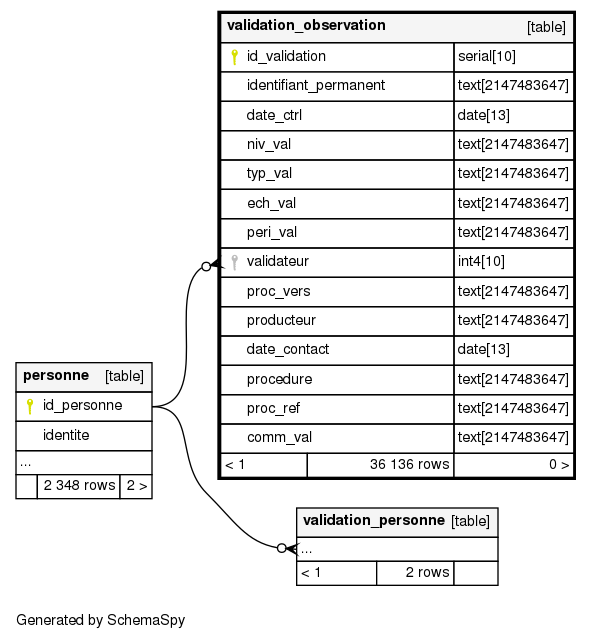 validation_observation [table]
id_validation serial[10]
identifiant_permanent text[2147483647]
date_ctrl date[13]
niv_val text[2147483647]
typ_val text[2147483647]
ech_val text[2147483647]
peri_val text[2147483647]
validateur int4[10]
proc_vers text[2147483647]
producteur text[2147483647]
date_contact date[13]
procedure text[2147483647]
proc_ref text[2147483647]
comm_val text[2147483647]
< 1 36 136 rows 0 >
personne [table]
id_personne
identite
...
2 348 rows 2 >
validation_personne [table]
...
< 1 2 rows
Generated by SchemaSpy